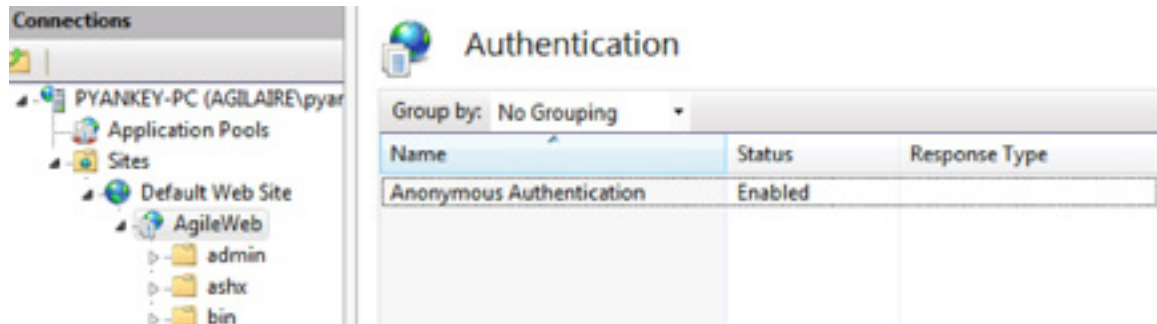 Connections
PYANKEY-PC (AGILAIRE\pyar
Application Pools
Sites
Default Web Site
AgileWeb
admin
ashx
bin
Authentication
Group by: No Grouping
Name Status Response Type
Anonymous Authentication Enabled